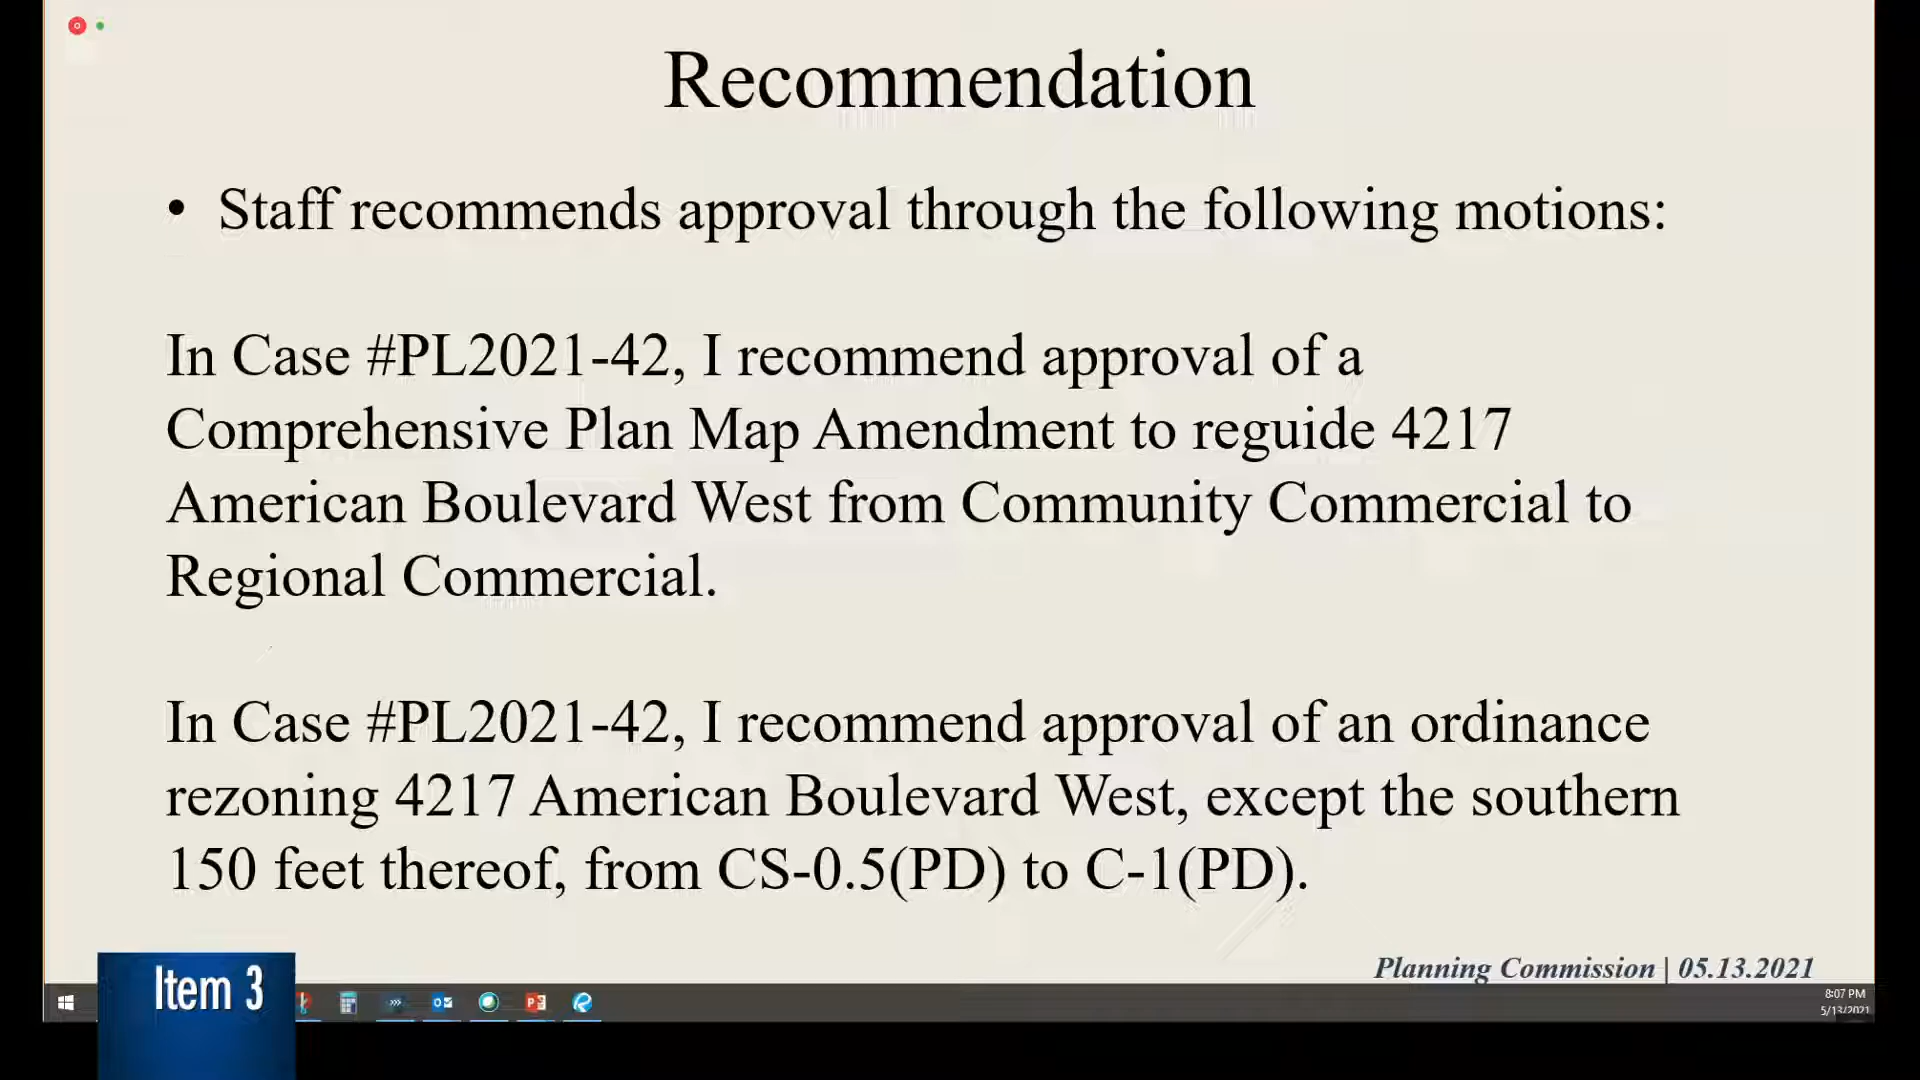 Recommendation
• Staff recommends approval through the following motions:
In Case #PL2021-42, I recommend approval of a
Comprehensive Plan Map Amendment to reguide 4217
American Boulevard West from Community Commercial to
Regional Commercial.
In Case #PL2021-42, I recommend approval of an ordinance
rezoning 4217 American Boulevard West, except the southern
150 feet thereof, from CS-0.5(PD) to C-1(PD).
Planning Commission | 05.13.2021
Item 3
8:07 PM
5/13/2021